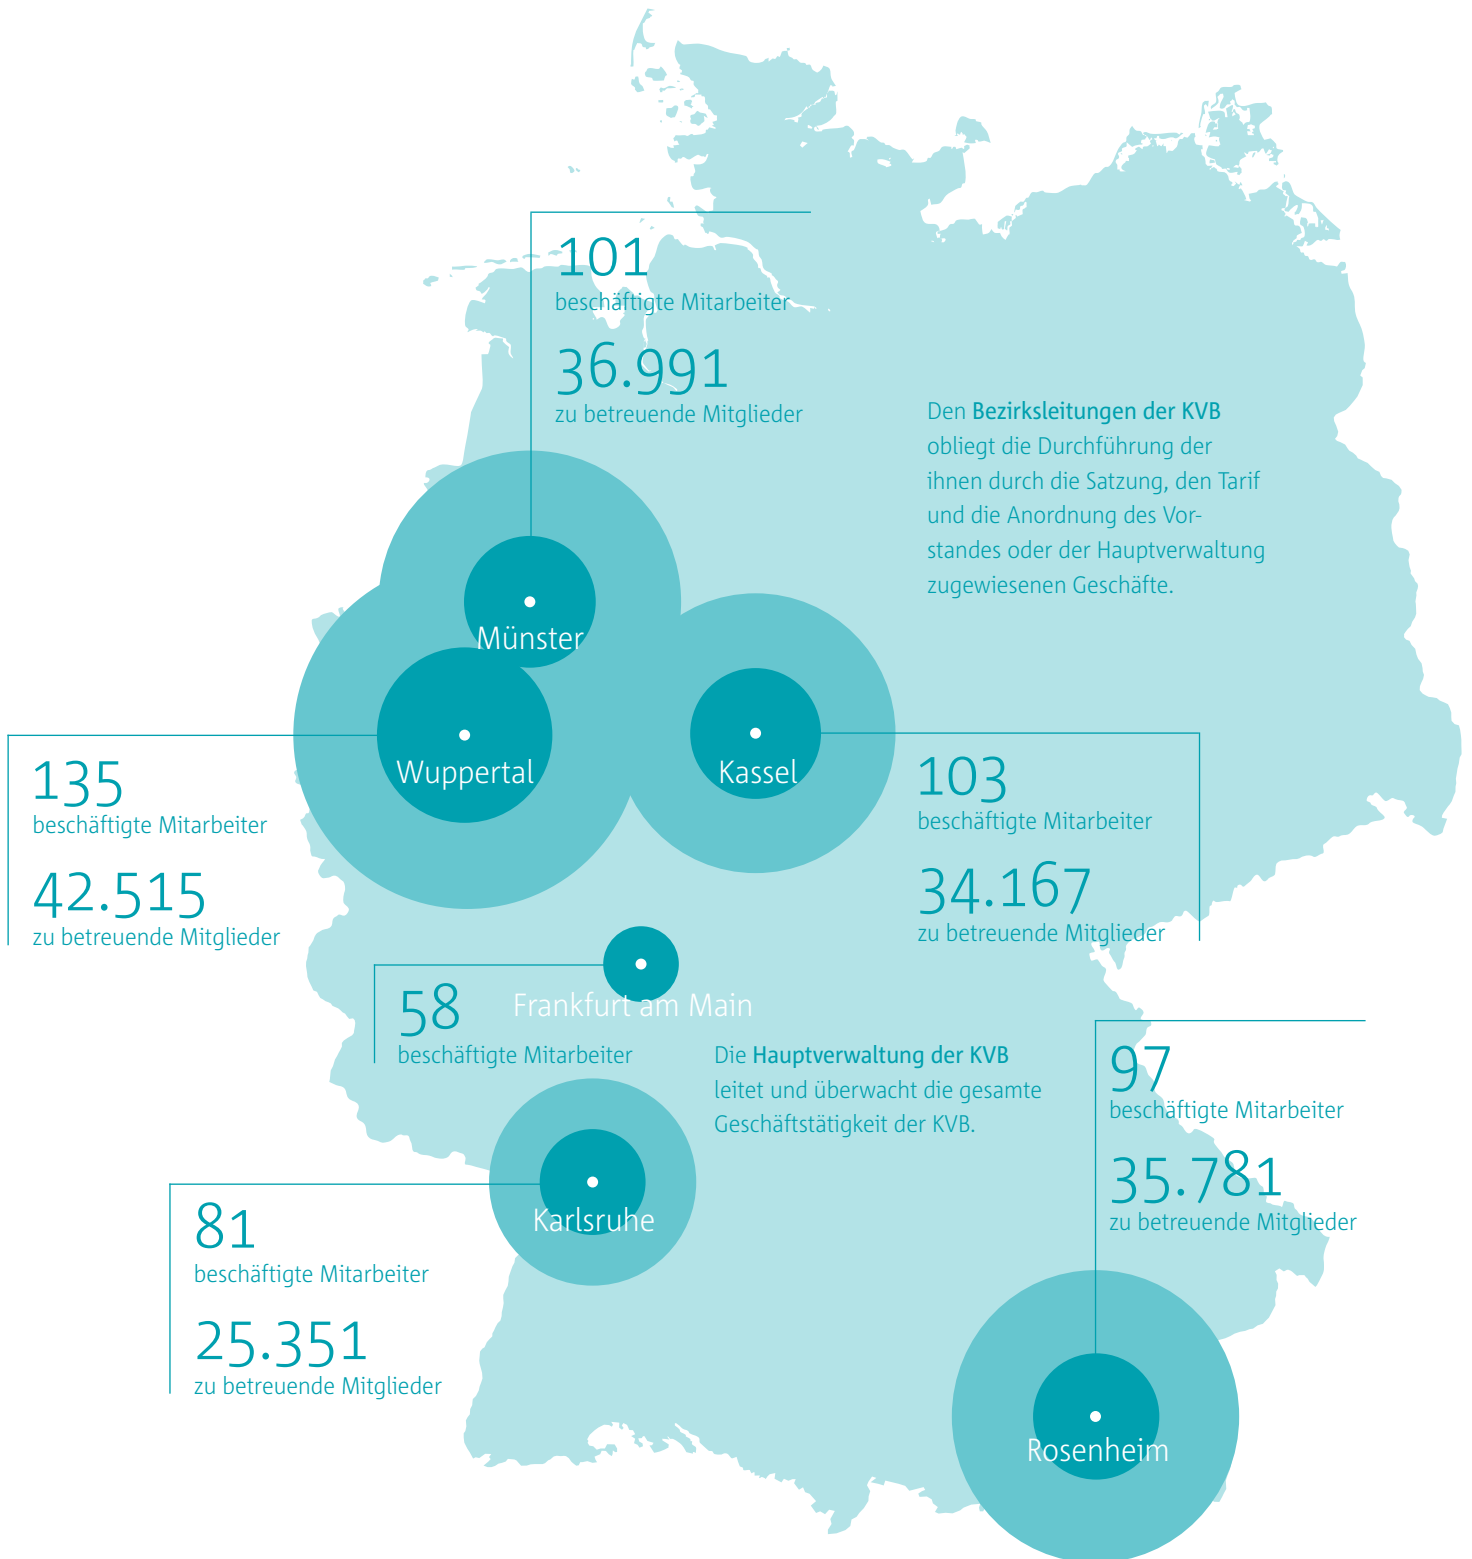 101
beschäftigte Mitarbeiter
36.991
zu betreuende Mitglieder
Den Bezirksleitungen der KVB
obliegt die Durchführung der
ihnen durch die Satzung, den Tarif
und die Anordnung des Vor-
standes oder der Hauptverwaltung
zugewiesenen Geschäfte.
Münster
Wuppertal
Kassel
135
beschäftigte Mitarbeiter
42.515
zu betreuende Mitglieder
103
beschäftigte Mitarbeiter
34.167
zu betreuende Mitglieder
Frankfurt am Main
58
beschäftigte Mitarbeiter
Die Hauptverwaltung der KVB
leitet und überwacht die gesamte
Geschäftstätigkeit der KVB.
97
beschäftigte Mitarbeiter
35.781
zu betreuende Mitglieder
Karlsruhe
81
beschäftigte Mitarbeiter
25.351
zu betreuende Mitglieder
Rosenheim